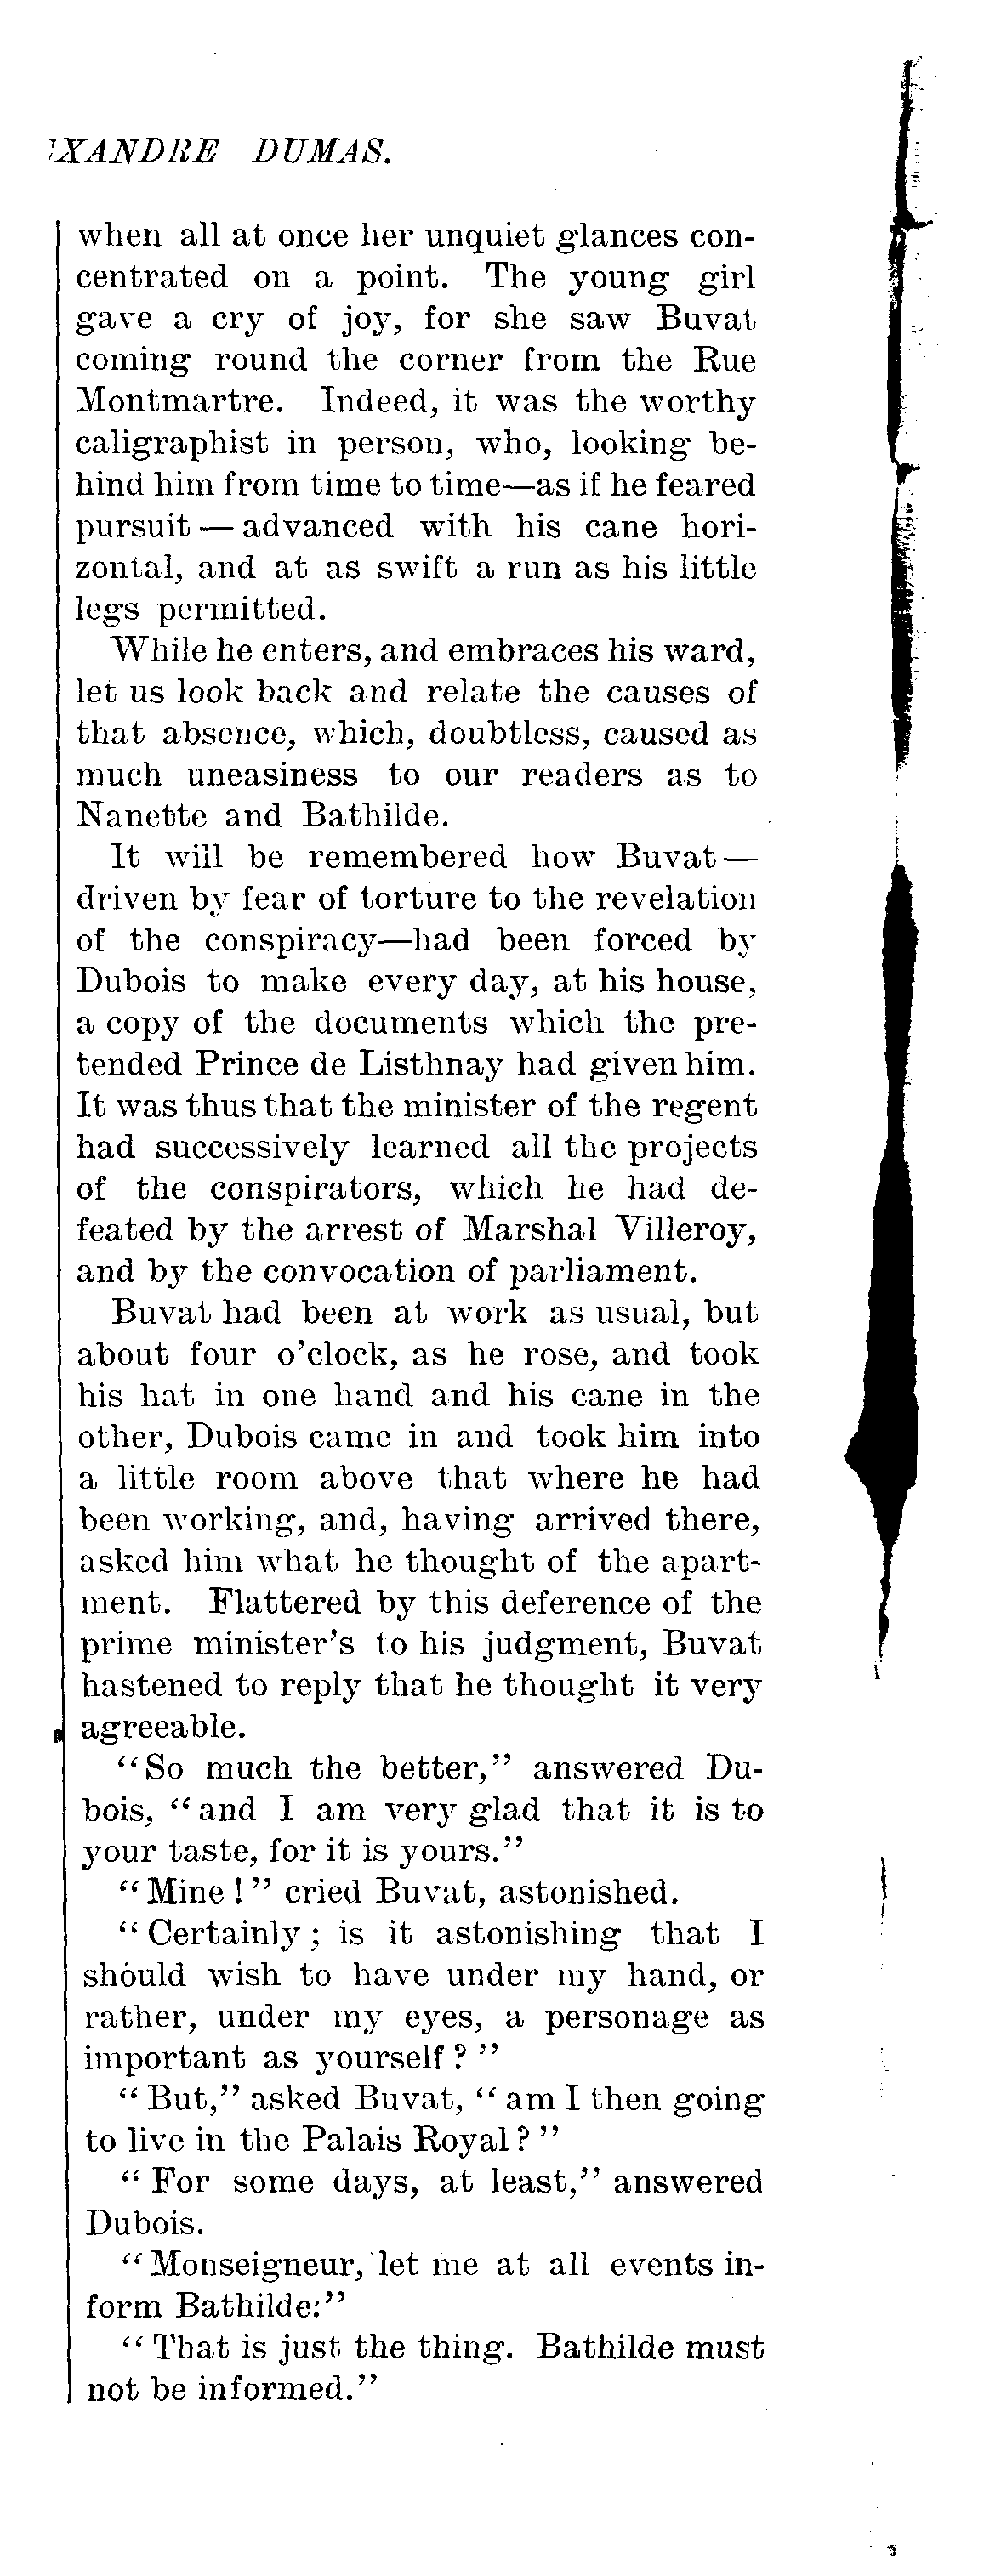 XANDRE DUMAS.
when all at once her unquiet glances con-
centrated on a point. The young girl
gave a cry of joy, for she saw Buvat
coming round the corner from the Rue
Montmartre. Indeed, it was the worthy
caligraphist in person, who, looking be-
hind him from time to time—as if he feared
pursuit — advanced with his cane hori-
zontal, and at as swift a run as his little
legs permitted.
While he enters, and embraces his ward,
let us look back and relate the causes of
that absence, which, doubtless, caused as
much uneasiness to our readers as to
Nanette and Bathilde.
It will be remembered how Buvat—
driven by fear of torture to the revelation
of the conspiracy—had been forced by
Dubois to make every day, at his house,
a copy of the documents which the pre-
tended Prince de Listhnay had given him.
It was thus that the minister of the regent
had successively learned all the projects
of the conspirators, which he had de-
feated by the arrest of Marshal Villeroy,
and by the convocation of parliament.
Buvat had been at work as usual, but
about four o'clock, as he rose, and took
his hat in one hand and his cane in the
other, Dubois came in and took him into
a little room above that where he had
been working, and, having arrived there,
asked him what he thought of the apart-
ment. Flattered by this deference of the
prime minister's to his judgment, Buvat
hastened to reply that he thought it very
agreeable.
"So much the better," answered Du-
bois, "and I am very glad that it is to
your taste, for it is yours."
"Mine!" cried Buvat, astonished.
"Certainly; is it astonishing that I
should wish to have under my hand, or
rather, under my eyes, a personage as
important as yourself?"
"But," asked Buvat, "am I then going
to live in the Palais Royal?"
"For some days, at least," answered
Dubois.
"Monseigneur, let me at all events in-
form Bathilde:"
"That is just the thing. Bathilde must
not be informed."